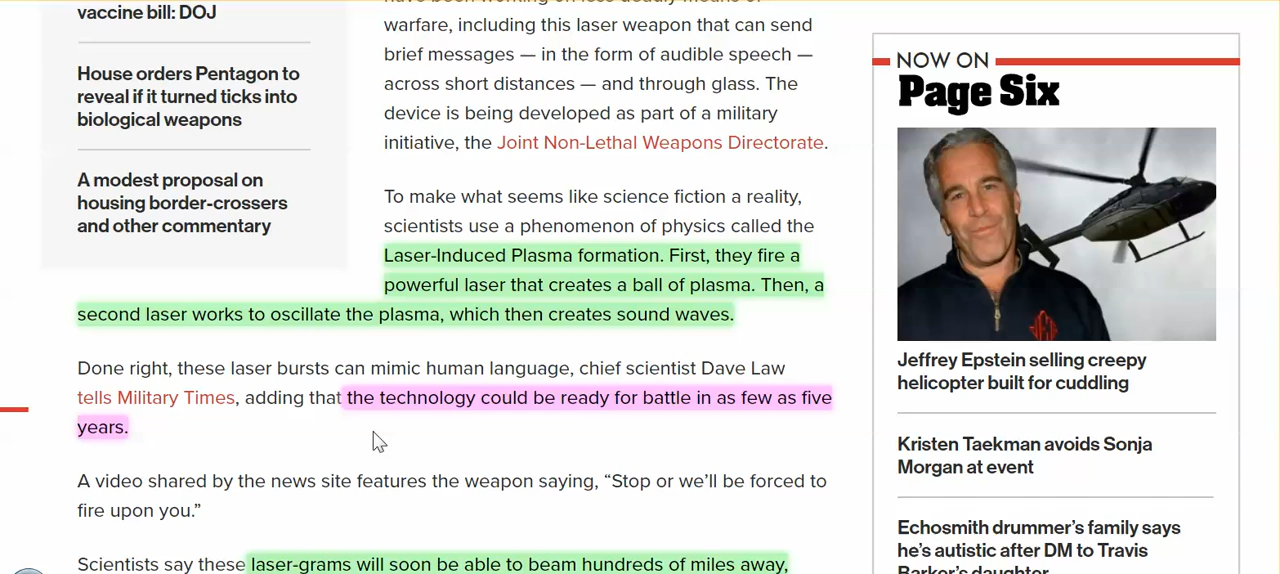 vaccine bill: DOJ
House orders Pentagon to
reveal if it turned ticks into
biological weapons
A modest proposal on
housing border-crossers
and other commentary
have been working on less deadly means of
warfare, including this laser weapon that can send
brief messages — in the form of audible speech —
across short distances — and through glass. The
device is being developed as part of a military
initiative, the Joint Non-Lethal Weapons Directorate.
To make what seems like science fiction a reality,
scientists use a phenomenon of physics called the
Laser-Induced Plasma formation. First, they fire a
powerful laser that creates a ball of plasma. Then, a
second laser works to oscillate the plasma, which then creates sound waves.
Done right, these laser bursts can mimic human language, chief scientist Dave Law
tells Military Times, adding that the technology could be ready for battle in as few as five
years.
A video shared by the news site features the weapon saying, “Stop or we’ll be forced to
fire upon you.”
Scientists say these laser-grams will soon be able to beam hundreds of miles away,
NOW ON
Page Six
Jeffrey Epstein selling creepy
helicopter built for cuddling
Kristen Taekman avoids Sonja
Morgan at event
Echosmith drummer’s family says
he’s autistic after DM to Travis
Barker’s daughter